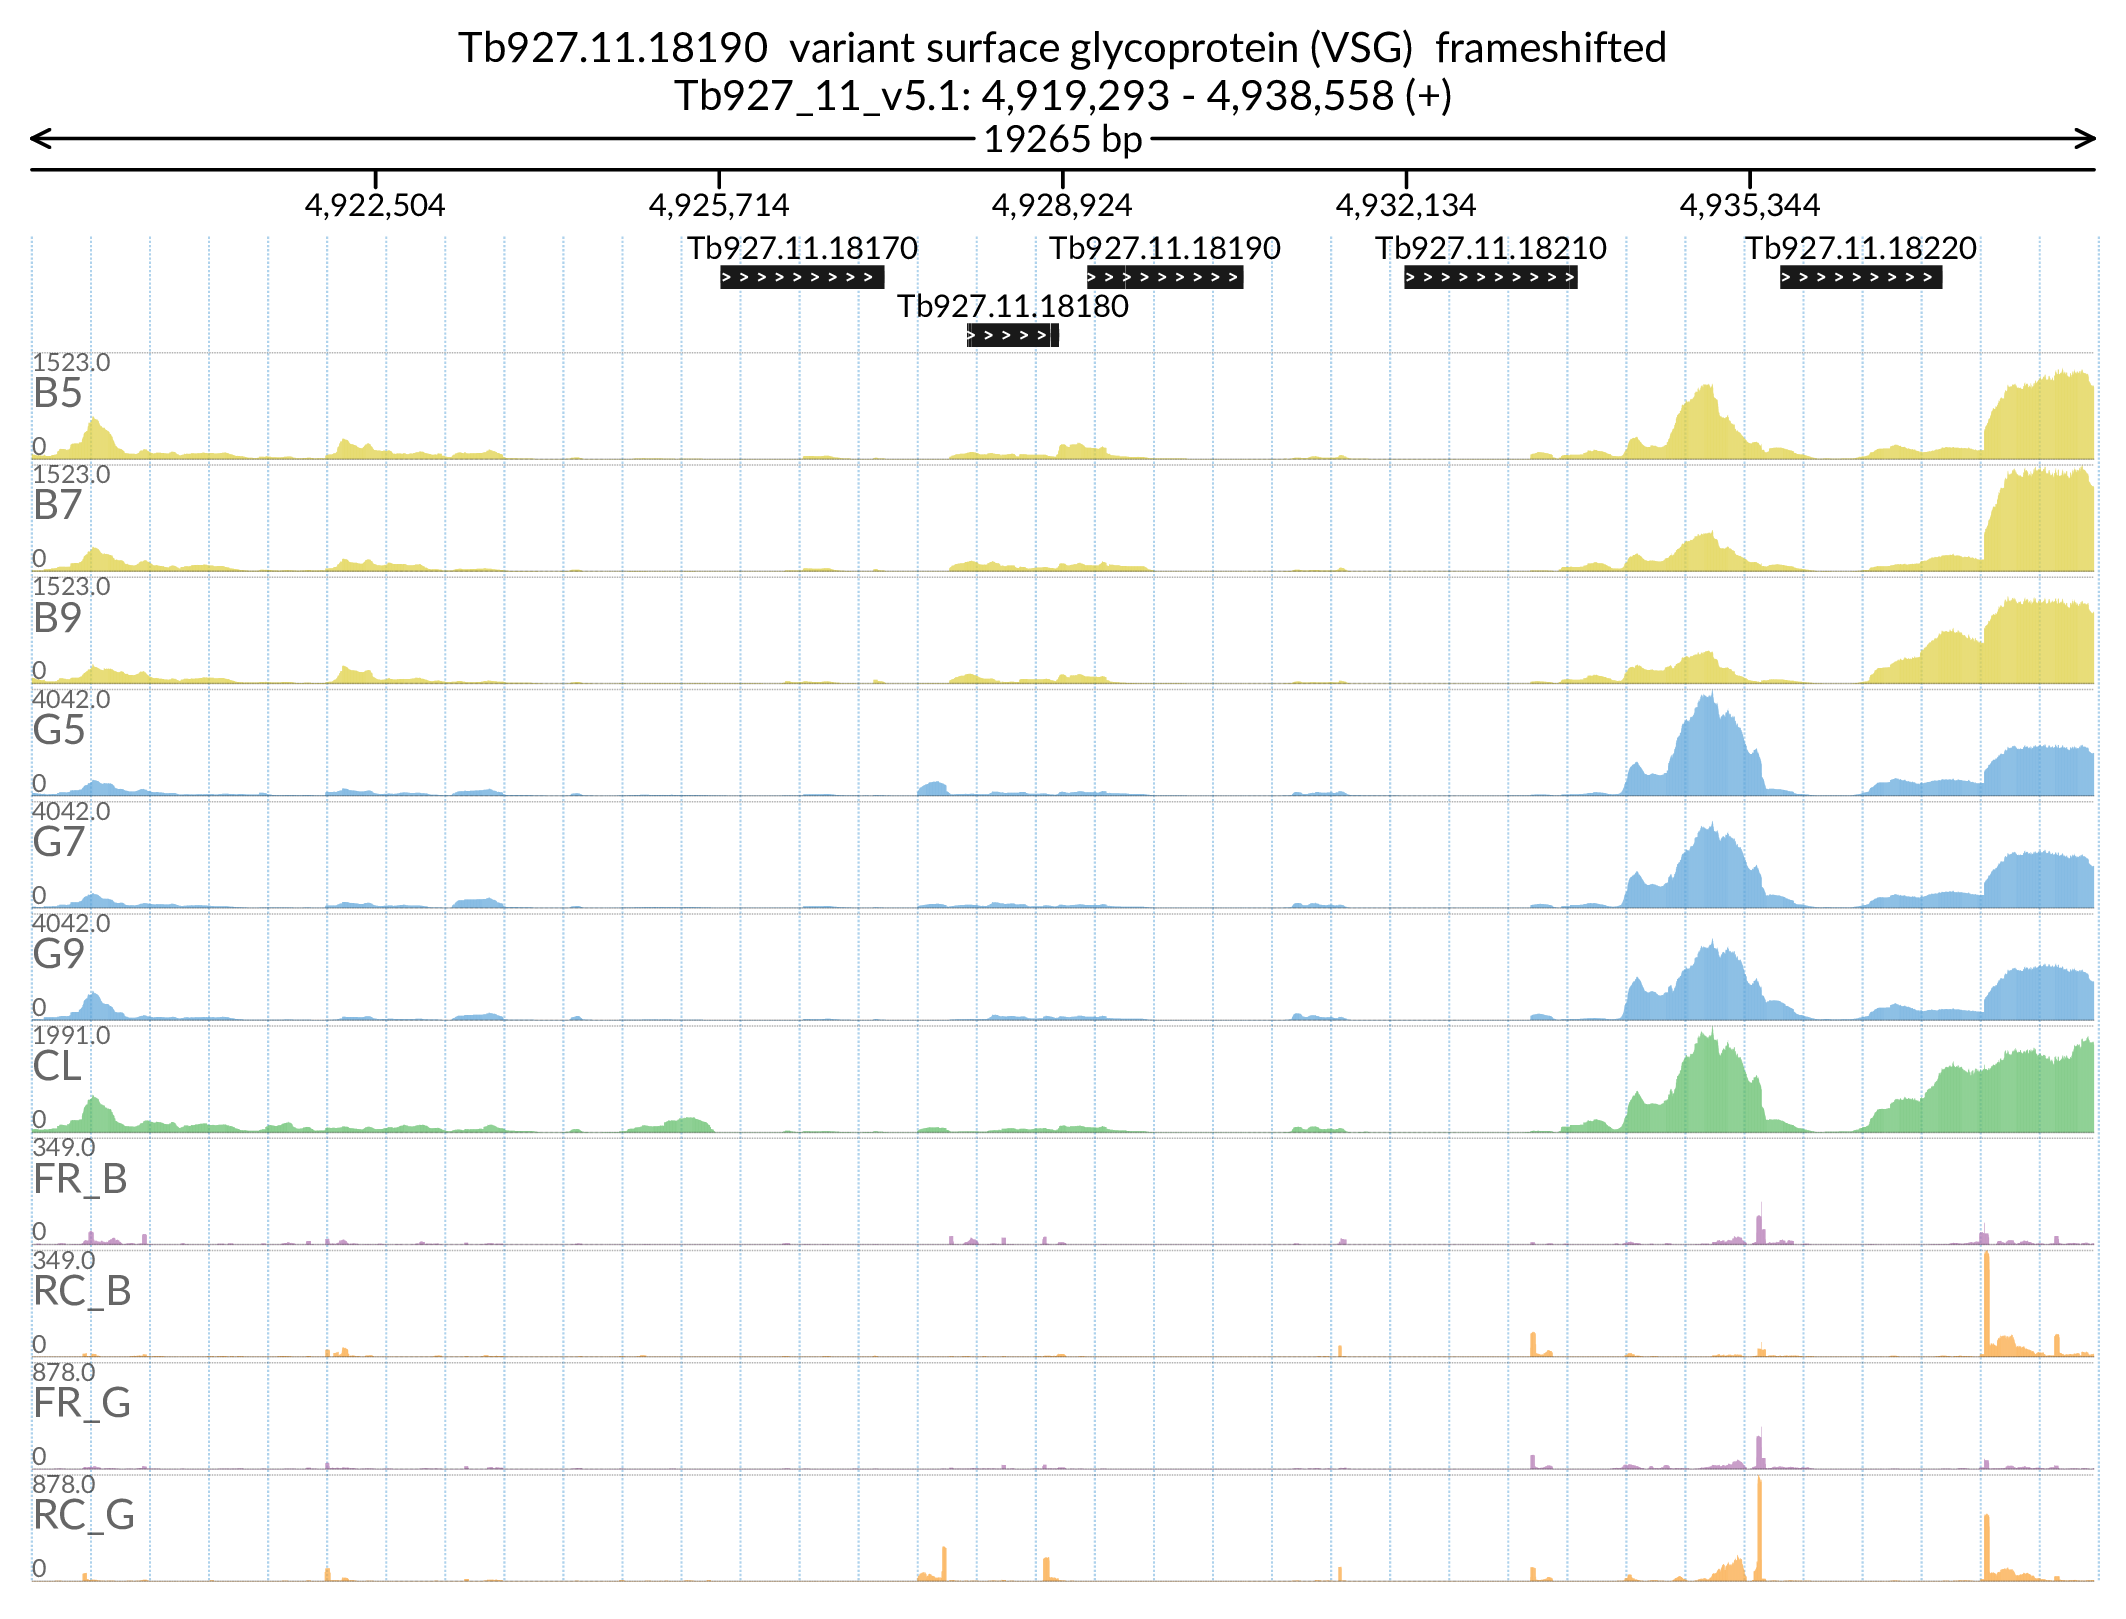 Tb927.11.18190  variant surface glycoprotein (VSG)  frameshifted
Tb927_11_v5.1: 4,919,293 - 4,938,558 (+)
19265 bp
4,922,504 4,925,714 4,928,924 4,932,134 4,935,344
Tb927.11.18170 Tb927.11.18190 Tb927.11.18210 Tb927.11.18220
Tb927.11.18180
1523.0
B5
0
1523.0
B7
0
1523.0
B9
0
4042.0
G5
0
4042.0
G7
0
4042.0
G9
0
1991.0
CL
0
349.0
FR_B
0
349.0
RC_B
0
878.0
FR_G
0
878.0
RC_G
0